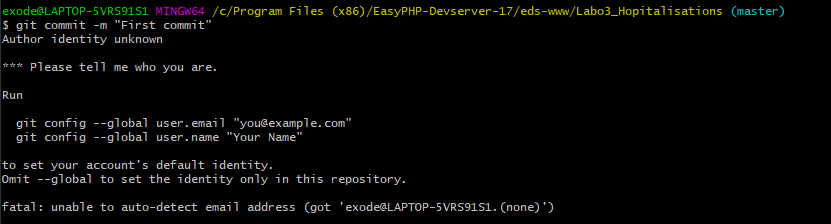 exode@LAPTOP-5VRS91S1 MINGW64 /c/Program Files (x86)/EasyPHP-Devserver-17/eds-www/Labo3_Hopitalisations (master)
$ git commit -m "First commit"
Author identity unknown
*** Please tell me who you are.
Run
git config --global user.email "you@example.com"
git config --global user.name "Your Name"
to set your account's default identity.
Omit --global to set the identity only in this repository.
fatal: unable to auto-detect email address (got 'exode@LAPTOP-5VRS91S1.(none)')